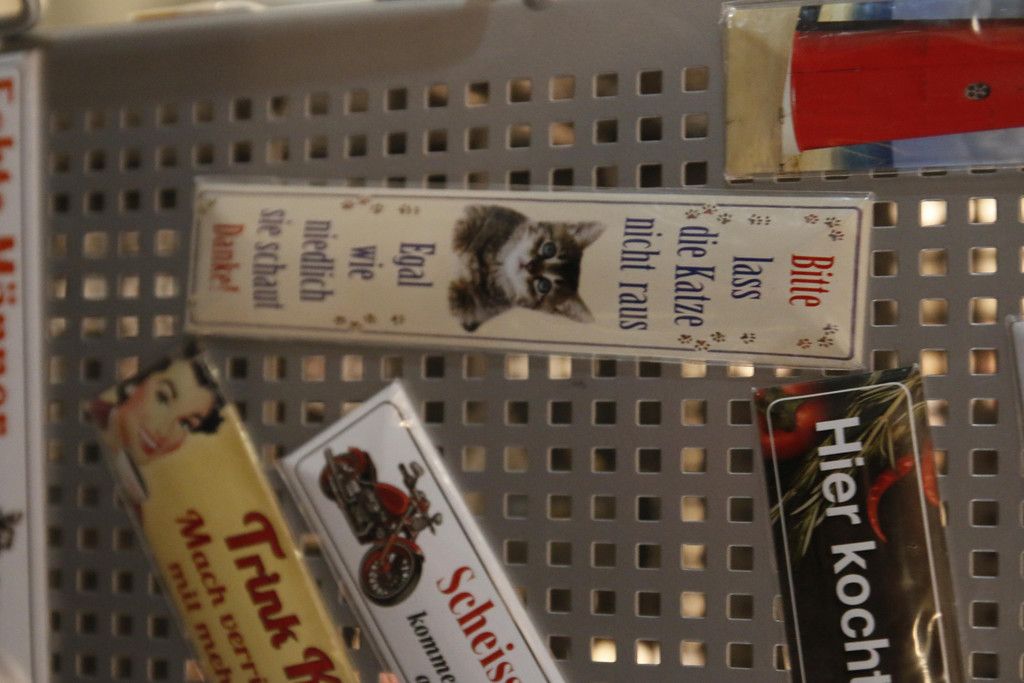 Bitte
lass
die Katze
nicht raus
Egal
wie
niedlich
sie schaut
Danke!
Trink
Mach
mit
Scheiss
komme
Hier kocht